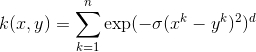 k(x, y) = \sum_{k=1}^{n} \exp(-\sigma(x^k - y^k)^2)^d